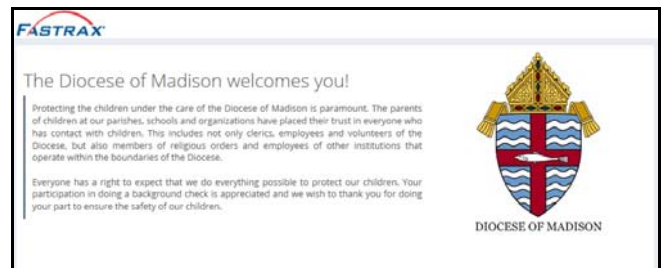 FASTRAX
The Diocese of Madison welcomes you!
Protecting the children under the care of the Diocese of Madison is paramount. The parents
of children at our parishes, schools and organizations have placed their trust in everyone who
has contact with children. This includes not only clerics, employees and volunteers of the
Diocese, but also members of religious orders and employees of other institutions that
operate within the boundaries of the Diocese.
Everyone has a right to expect that we do everything possible to protect our children. Your
participation in doing a background check is appreciated and we wish to thank you for doing
your part to ensure the safety of our children.
DIOCESE OF MADISON